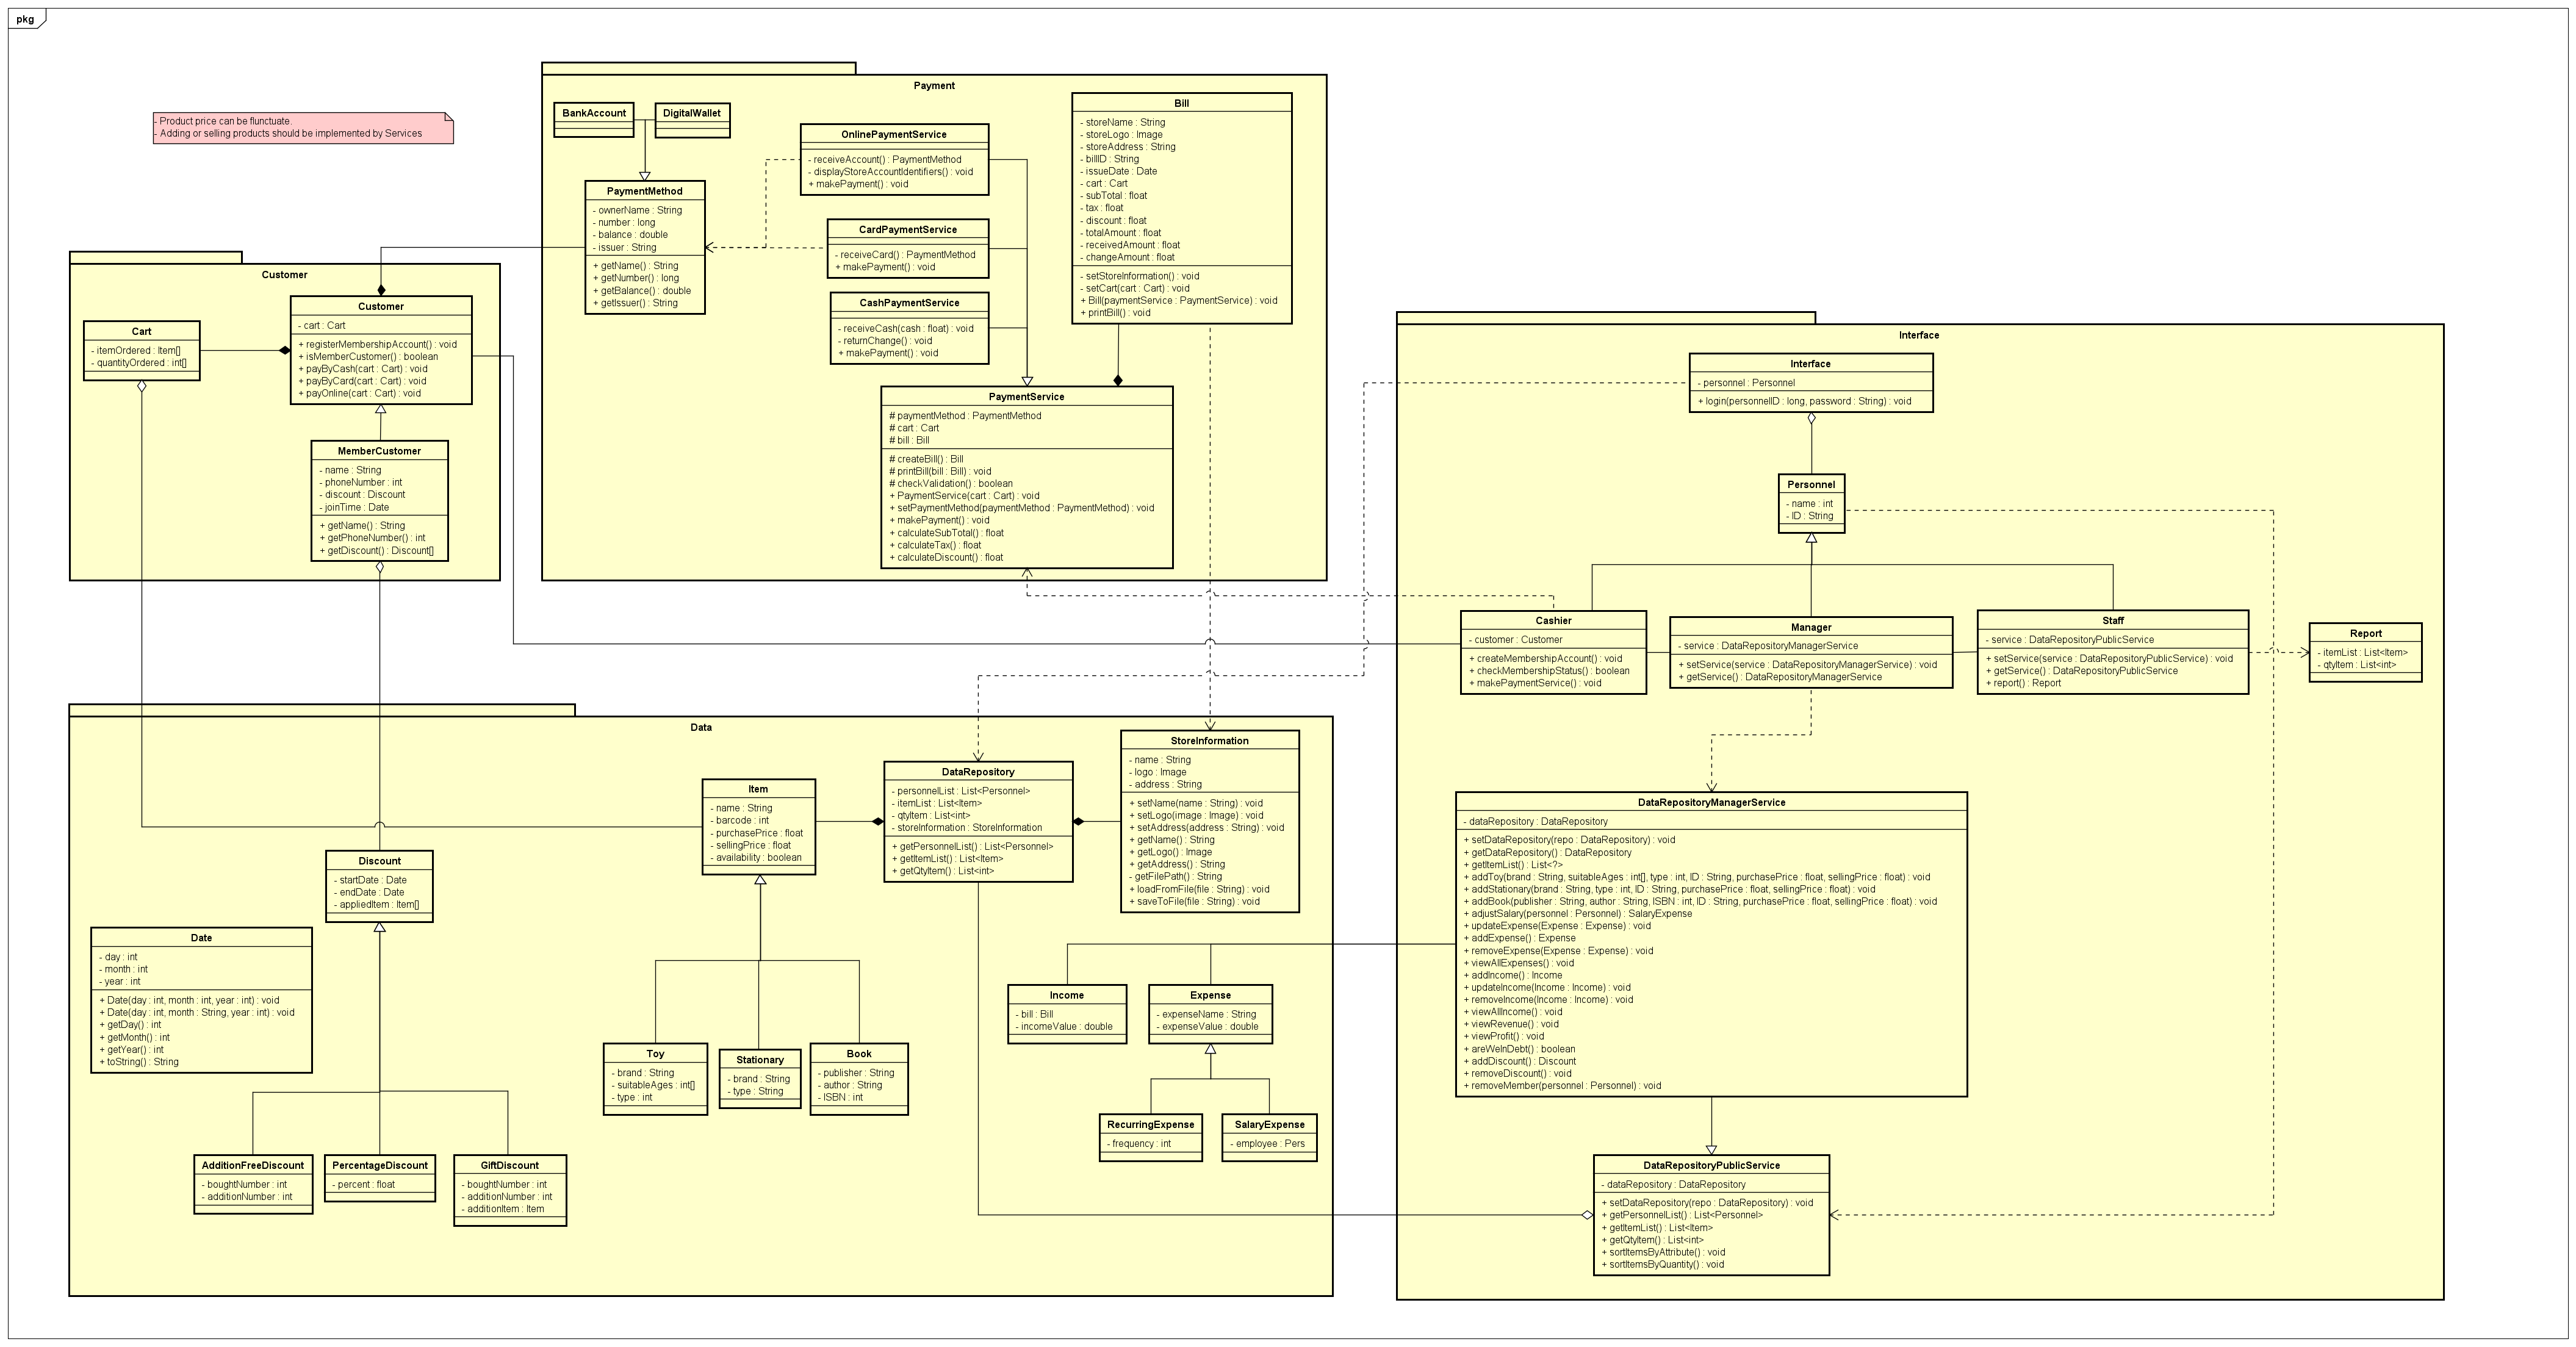 pkg
- Product price can be flunctuate.
- Adding or selling products should be implemented by Services
Payment
BankAccount
DigitalWallet
PaymentMethod
- ownerName : String
- number : long
- balance : double
- issuer : String
+ getName() : String
+ getNumber() : long
+ getBalance() : double
+ getIssuer() : String
OnlinePaymentService
- receiveAccount() : PaymentMethod
- displayStoreAccountIdentifiers() : void
+ makePayment() : void
CardPaymentService
- receiveCard() : PaymentMethod
+ makePayment() : void
CashPaymentService
- receiveCash(cash : float) : void
- returnChange() : void
+ makePayment() : void
Bill
- storeName : String
- storeLogo : Image
- storeAddress : String
- billID : String
- issueDate : Date
- cart : Cart
- subTotal : float
- tax : float
- discount : float
- totalAmount : float
- receivedAmount : float
- changeAmount : float
- setStoreInformation() : void
- setCart(cart : Cart) : void
+ Bill(paymentService : PaymentService) : void
+ printBill() : void
PaymentService
# paymentMethod : PaymentMethod
# cart : Cart
# bill : Bill
# createBill() : Bill
# printBill(bill : Bill) : void
# checkValidation() : boolean
+ PaymentService(cart : Cart) : void
+ setPaymentMethod(paymentMethod : PaymentMethod) : void
+ makePayment() : void
+ calculateSubTotal() : float
+ calculateTax() : float
+ calculateDiscount() : float
Customer
Cart
- itemOrdered : Item[]
- quantityOrdered : int[]
Customer
- cart : Cart
+ registerMembershipAccount() : void
+ isMemberCustomer() : boolean
+ payByCash(cart : Cart) : void
+ payByCard(cart : Cart) : void
+ payOnline(cart : Cart) : void
MemberCustomer
- name : String
- phoneNumber : int
- discount : Discount
- joinTime : Date
+ getName() : String
+ getPhoneNumber() : int
+ getDiscount() : Discount[]
Interface
Interface
- personnel : Personnel
+ login(personnelID : long, password : String) : void
Personnel
- name : int
- ID : String
Cashier
- customer : Customer
+ createMembershipAccount() : void
+ checkMembershipStatus() : boolean
+ makePaymentService() : void
Manager
- service : DataRepositoryManagerService
+ setService(service : DataRepositoryManagerService) : void
+ getService() : DataRepositoryManagerService
Staff
- service : DataRepositoryPublicService
+ setService(service : DataRepositoryPublicService) : void
+ getService() : DataRepositoryPublicService
+ report() : Report
Report
- itemList : List<Item>
- qtyItem : List<int>
DataRepositoryManagerService
- dataRepository : DataRepository
+ setDataRepository(repo : DataRepository) : void
+ getDataRepository() : DataRepository
+ getItemList() : List<?>
+ addToy(brand : String, suitableAges : int[], type : int, ID : String, purchasePrice : float, sellingPrice : float) : void
+ addStationary(brand : String, type : int, ID : String, purchasePrice : float, sellingPrice : float) : void
+ addBook(publisher : String, author : String, ISBN : int, ID : String, purchasePrice : float, sellingPrice : float) : void
+ adjustSalary(personnel : Personnel) : SalaryExpense
+ updateExpense(Expense : Expense) : void
+ addExpense() : Expense
+ removeExpense(Expense : Expense) : void
+ viewAllExpenses() : void
+ addIncome() : Income
+ updateIncome(Income : Income) : void
+ removeIncome(Income : Income) : void
+ viewAllIncome() : void
+ viewRevenue() : void
+ viewProfit() : void
+ areWeInDebt() : boolean
+ addDiscount() : Discount
+ removeDiscount() : void
+ removeMember(personnel : Personnel) : void
DataRepositoryPublicService
- dataRepository : DataRepository
+ setDataRepository(repo : DataRepository) : void
+ getPersonnelList() : List<Personnel>
+ getItemList() : List<Item>
+ getQtyItem() : List<int>
+ sortItemsByAttribute() : void
+ sortItemsByQuantity() : void
Data
Item
- name : String
- barcode : int
- purchasePrice : float
- sellingPrice : float
- availability : boolean
DataRepository
- personnelList : List<Personnel>
- itemList : List<Item>
- qtyItem : List<int>
- storeInformation : StoreInformation
+ getPersonnelList() : List<Personnel>
+ getItemList() : List<Item>
+ getQtyItem() : List<int>
StoreInformation
- name : String
- logo : Image
- address : String
+ setName(name : String) : void
+ setLogo(image : Image) : void
+ setAddress(address : String) : void
+ getName() : String
+ getLogo() : Image
+ getAddress() : String
- getFilePath() : String
+ loadFromFile(file : String) : void
+ saveToFile(file : String) : void
Discount
- startDate : Date
- endDate : Date
- appliedItem : Item[]
Date
- day : int
- month : int
- year : int
+ Date(day : int, month : int, year : int) : void
+ Date(day : int, month : String, year : int) : void
+ getDay() : int
+ getMonth() : int
+ getYear() : int
+ toString() : String
Toy
- brand : String
- suitableAges : int[]
- type : int
Stationary
- brand : String
- type : String
Book
- publisher : String
- author : String
- ISBN : int
Income
- bill : Bill
- incomeValue : double
Expense
- expenseName : String
- expenseValue : double
RecurringExpense
- frequency : int
SalaryExpense
- employee : Pers
AdditionFreeDiscount
- boughtNumber : int
- additionNumber : int
PercentageDiscount
- percent : float
GiftDiscount
- boughtNumber : int
- additionNumber : int
- additionItem : Item